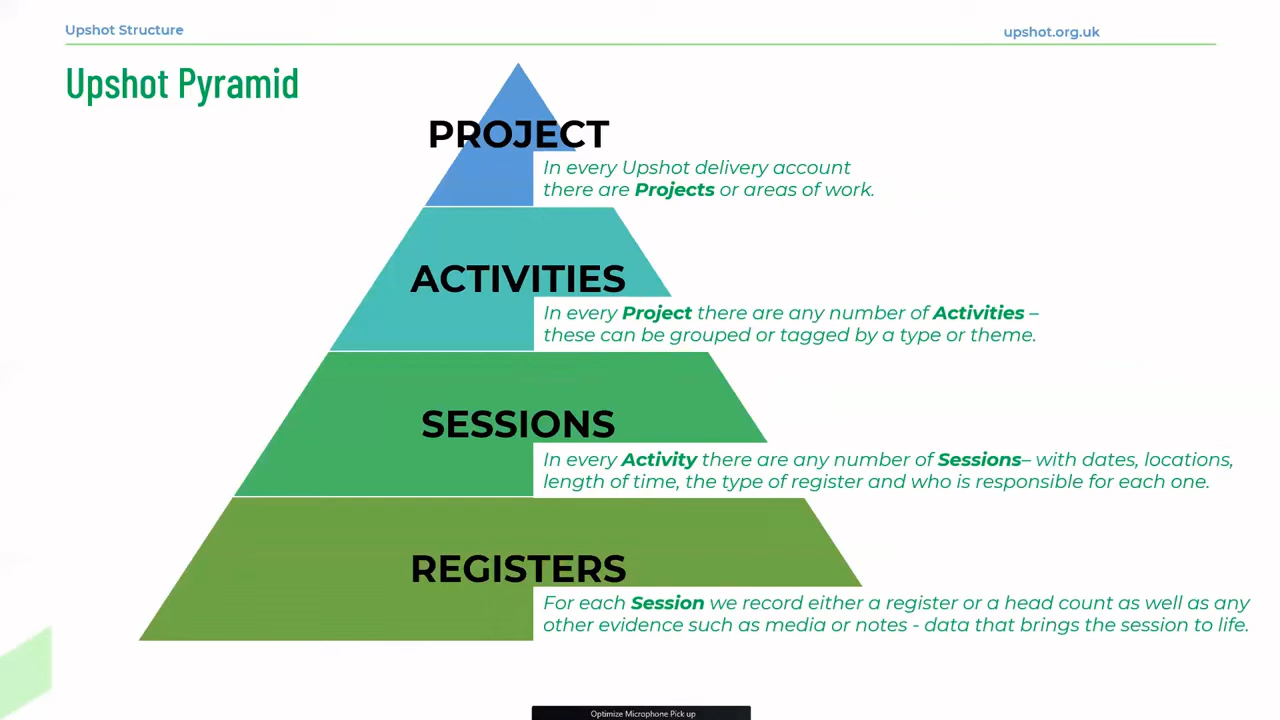 Upshot Structure
upshot.org.uk
Upshot Pyramid
PROJECT
In every Upshot delivery account
there are Projects or areas of work.
ACTIVITIES
In every Project there are any number of Activities –
these can be grouped or tagged by a type or theme.
SESSIONS
In every Activity there are any number of Sessions– with dates, locations,
length of time, the type of register and who is responsible for each one.
REGISTERS
For each Session we record either a register or a head count as well as any
other evidence such as media or notes - data that brings the session to life.
Optimize Microphone Pick up